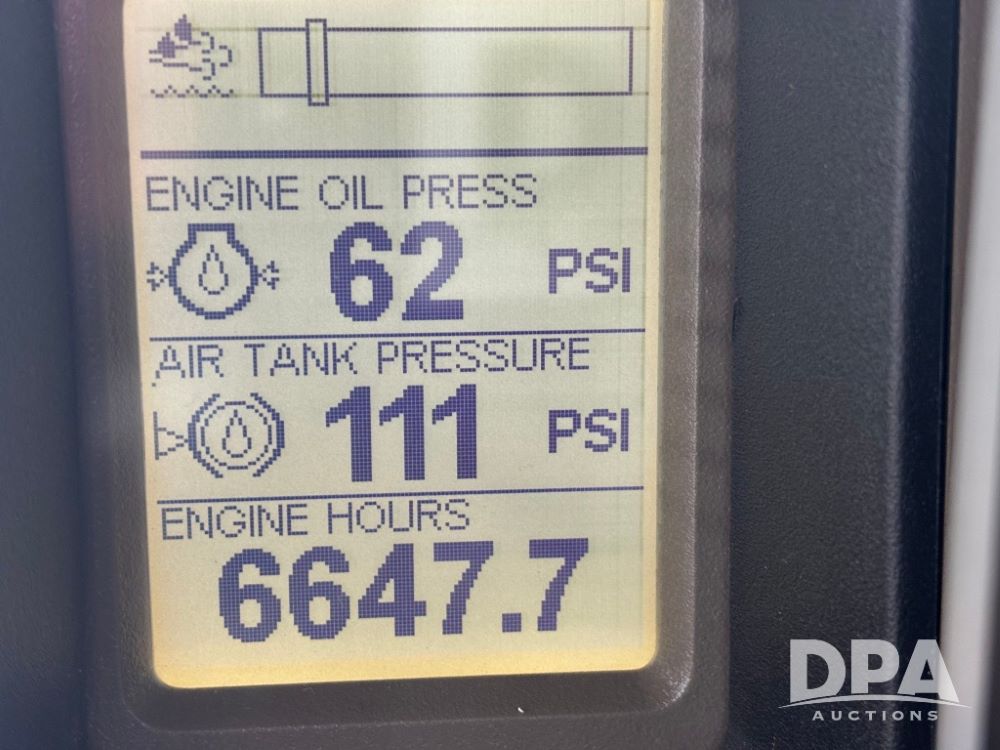 ENGINE OIL PRESS
62 PSI
AIR TANK PRESSURE
111 PSI
ENGINE HOURS
6647.7
DPA
AUCTIONS